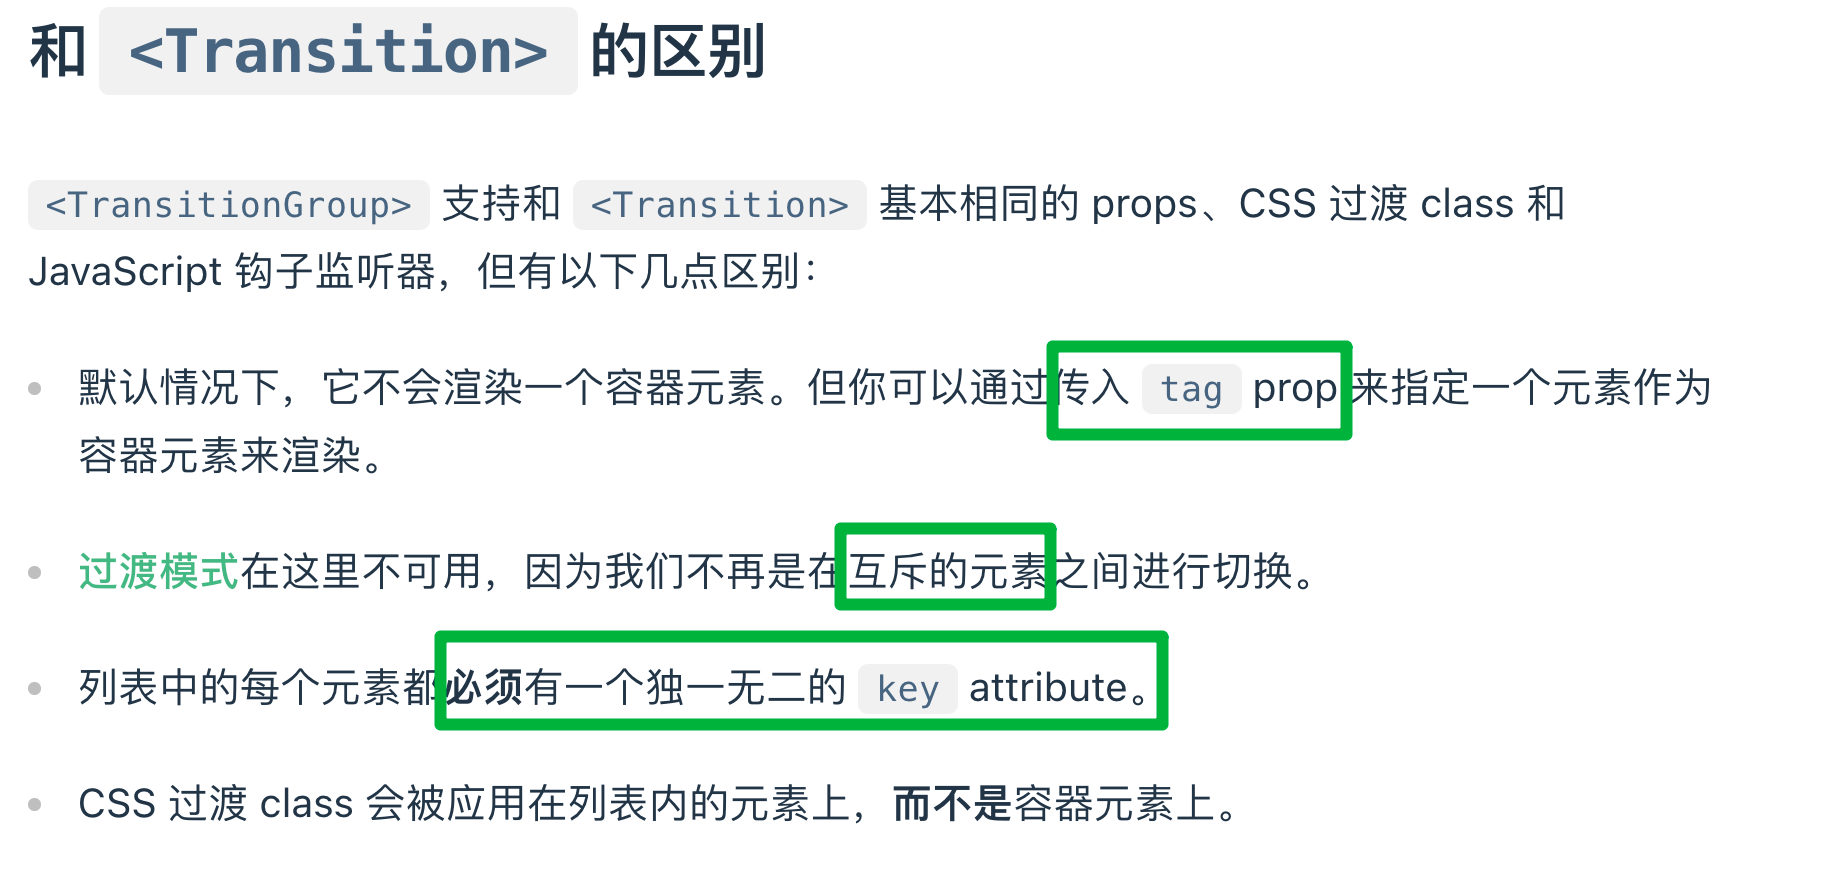 和 <Transition> 的区别
<TransitionGroup> 支持和 <Transition> 基本相同的 props、CSS 过渡 class 和
JavaScript 钩子监听器，但有以下几点区别：
默认情况下，它不会渲染一个容器元素。但你可以通过传入 tag prop 来指定一个元素作为
容器元素来渲染。
过渡模式在这里不可用，因为我们不再是在互斥的元素之间进行切换。
列表中的每个元素都必须有一个独一无二的 key attribute。
CSS 过渡 class 会被应用在列表内的元素上，而不是容器元素上。